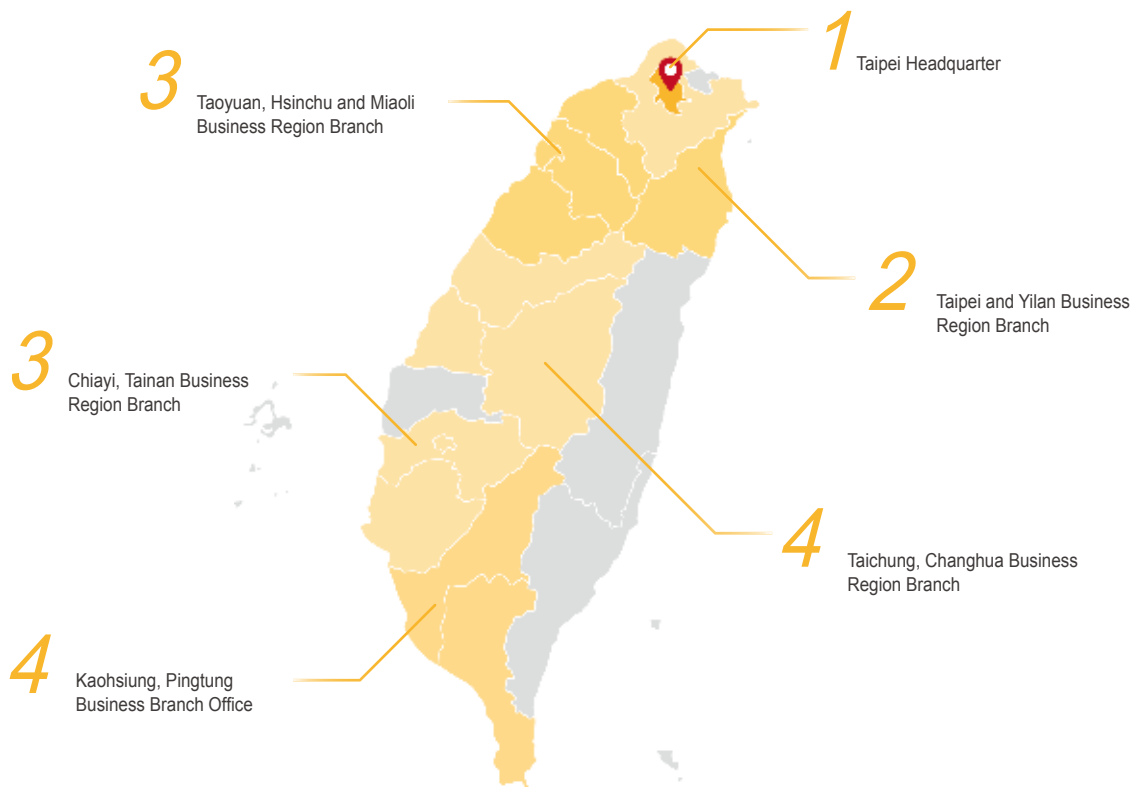 1
Taipei Headquarter
3
Taoyuan, Hsinchu and Miaoli
Business Region Branch
2
Taipei and Yilan Business
Region Branch
3
Chiayi, Tainan Business
Region Branch
4
Taichung, Changhua Business
Region Branch
4
Kaohsiung, Pingtung
Business Branch Office